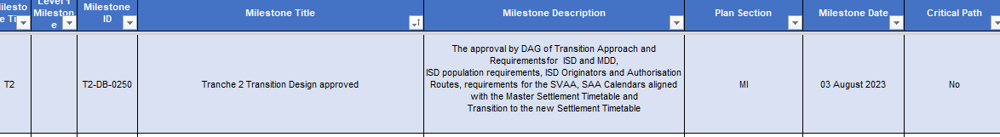 Level 1
Mileston
e
Milestone
ID
Milestone Title
Milestone Description
Plan Section
Milestone Date
Critical Path
T2
T2-DB-0250
Tranche 2 Transition Design approved
The approval by DAG of Transition Approach and
Requirementsfor ISD and MDD,
ISD population requirements, ISD Originators and Authorisation
Routes, requirements for the SVAA, SAA Calendars aligned
with the Master Settlement Timetable and
Transition to the new Settlement Timetable
MI
03 August 2023
No